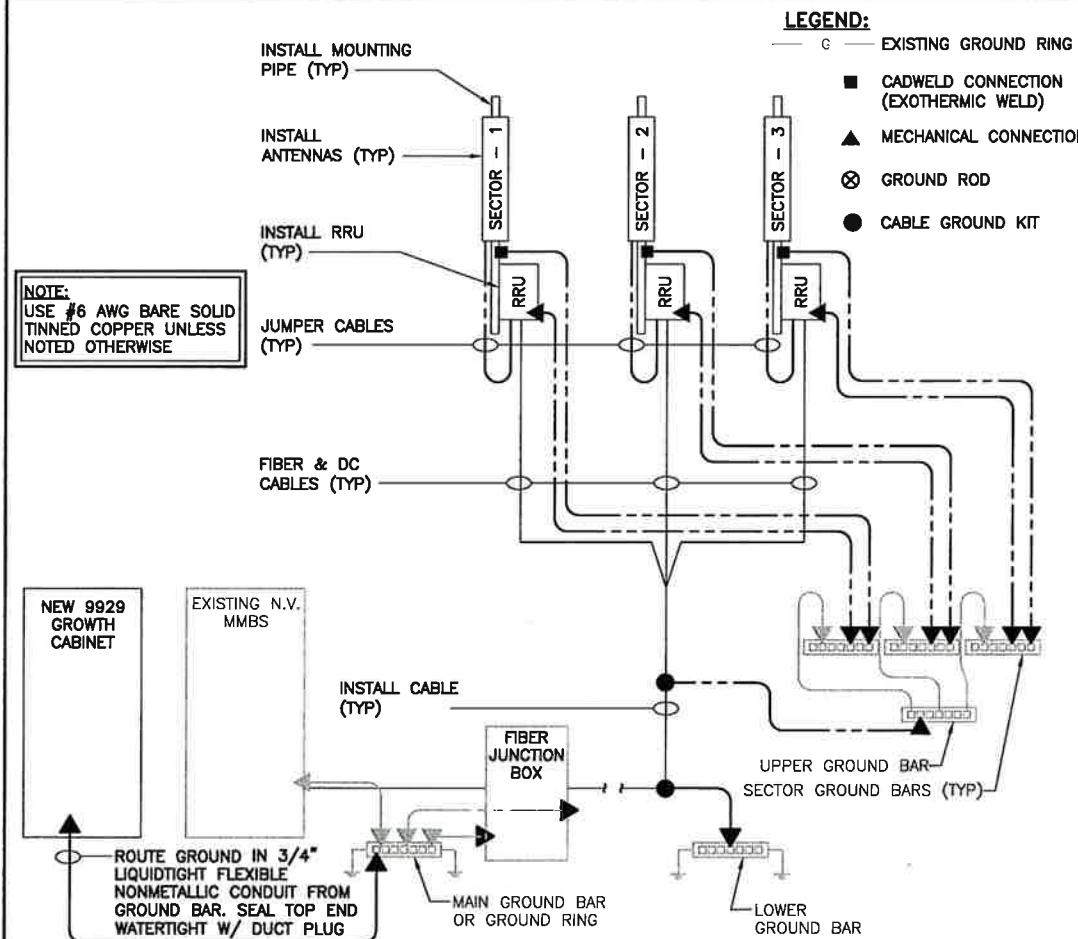 LEGEND:
G EXISTING GROUND RING
CADWELD CONNECTION
(EXOTHERMIC WELD)
MECHANICAL CONNECTION
GROUND ROD
CABLE GROUND KIT
INSTALL MOUNTING
PIPE (TYP)
INSTALL
ANTENNAS (TYP)
SECTOR - 1
SECTOR - 2
SECTOR - 3
INSTALL RRU
(TYP)
RRU
RRU
RRU
NOTE:
USE #6 AWG BARE SOLID
TINNED COPPER UNLESS
NOTED OTHERWISE
JUMPER CABLES
(TYP)
FIBER & DC
CABLES (TYP)
NEW 9929
GROWTH
CABINET
EXISTING N.V.
MMBS
INSTALL CABLE
(TYP)
FIBER
JUNCTION
BOX
UPPER GROUND BAR
SECTOR GROUND BARS (TYP)
ROUTE GROUND IN 3/4"
LIQUIDTIGHT FLEXIBLE
NONMETALLIC CONDUIT FROM
GROUND BAR. SEAL TOP END
WATERTIGHT W/ DUCT PLUG
MAIN GROUND BAR
OR GROUND RING
LOWER
GROUND BAR